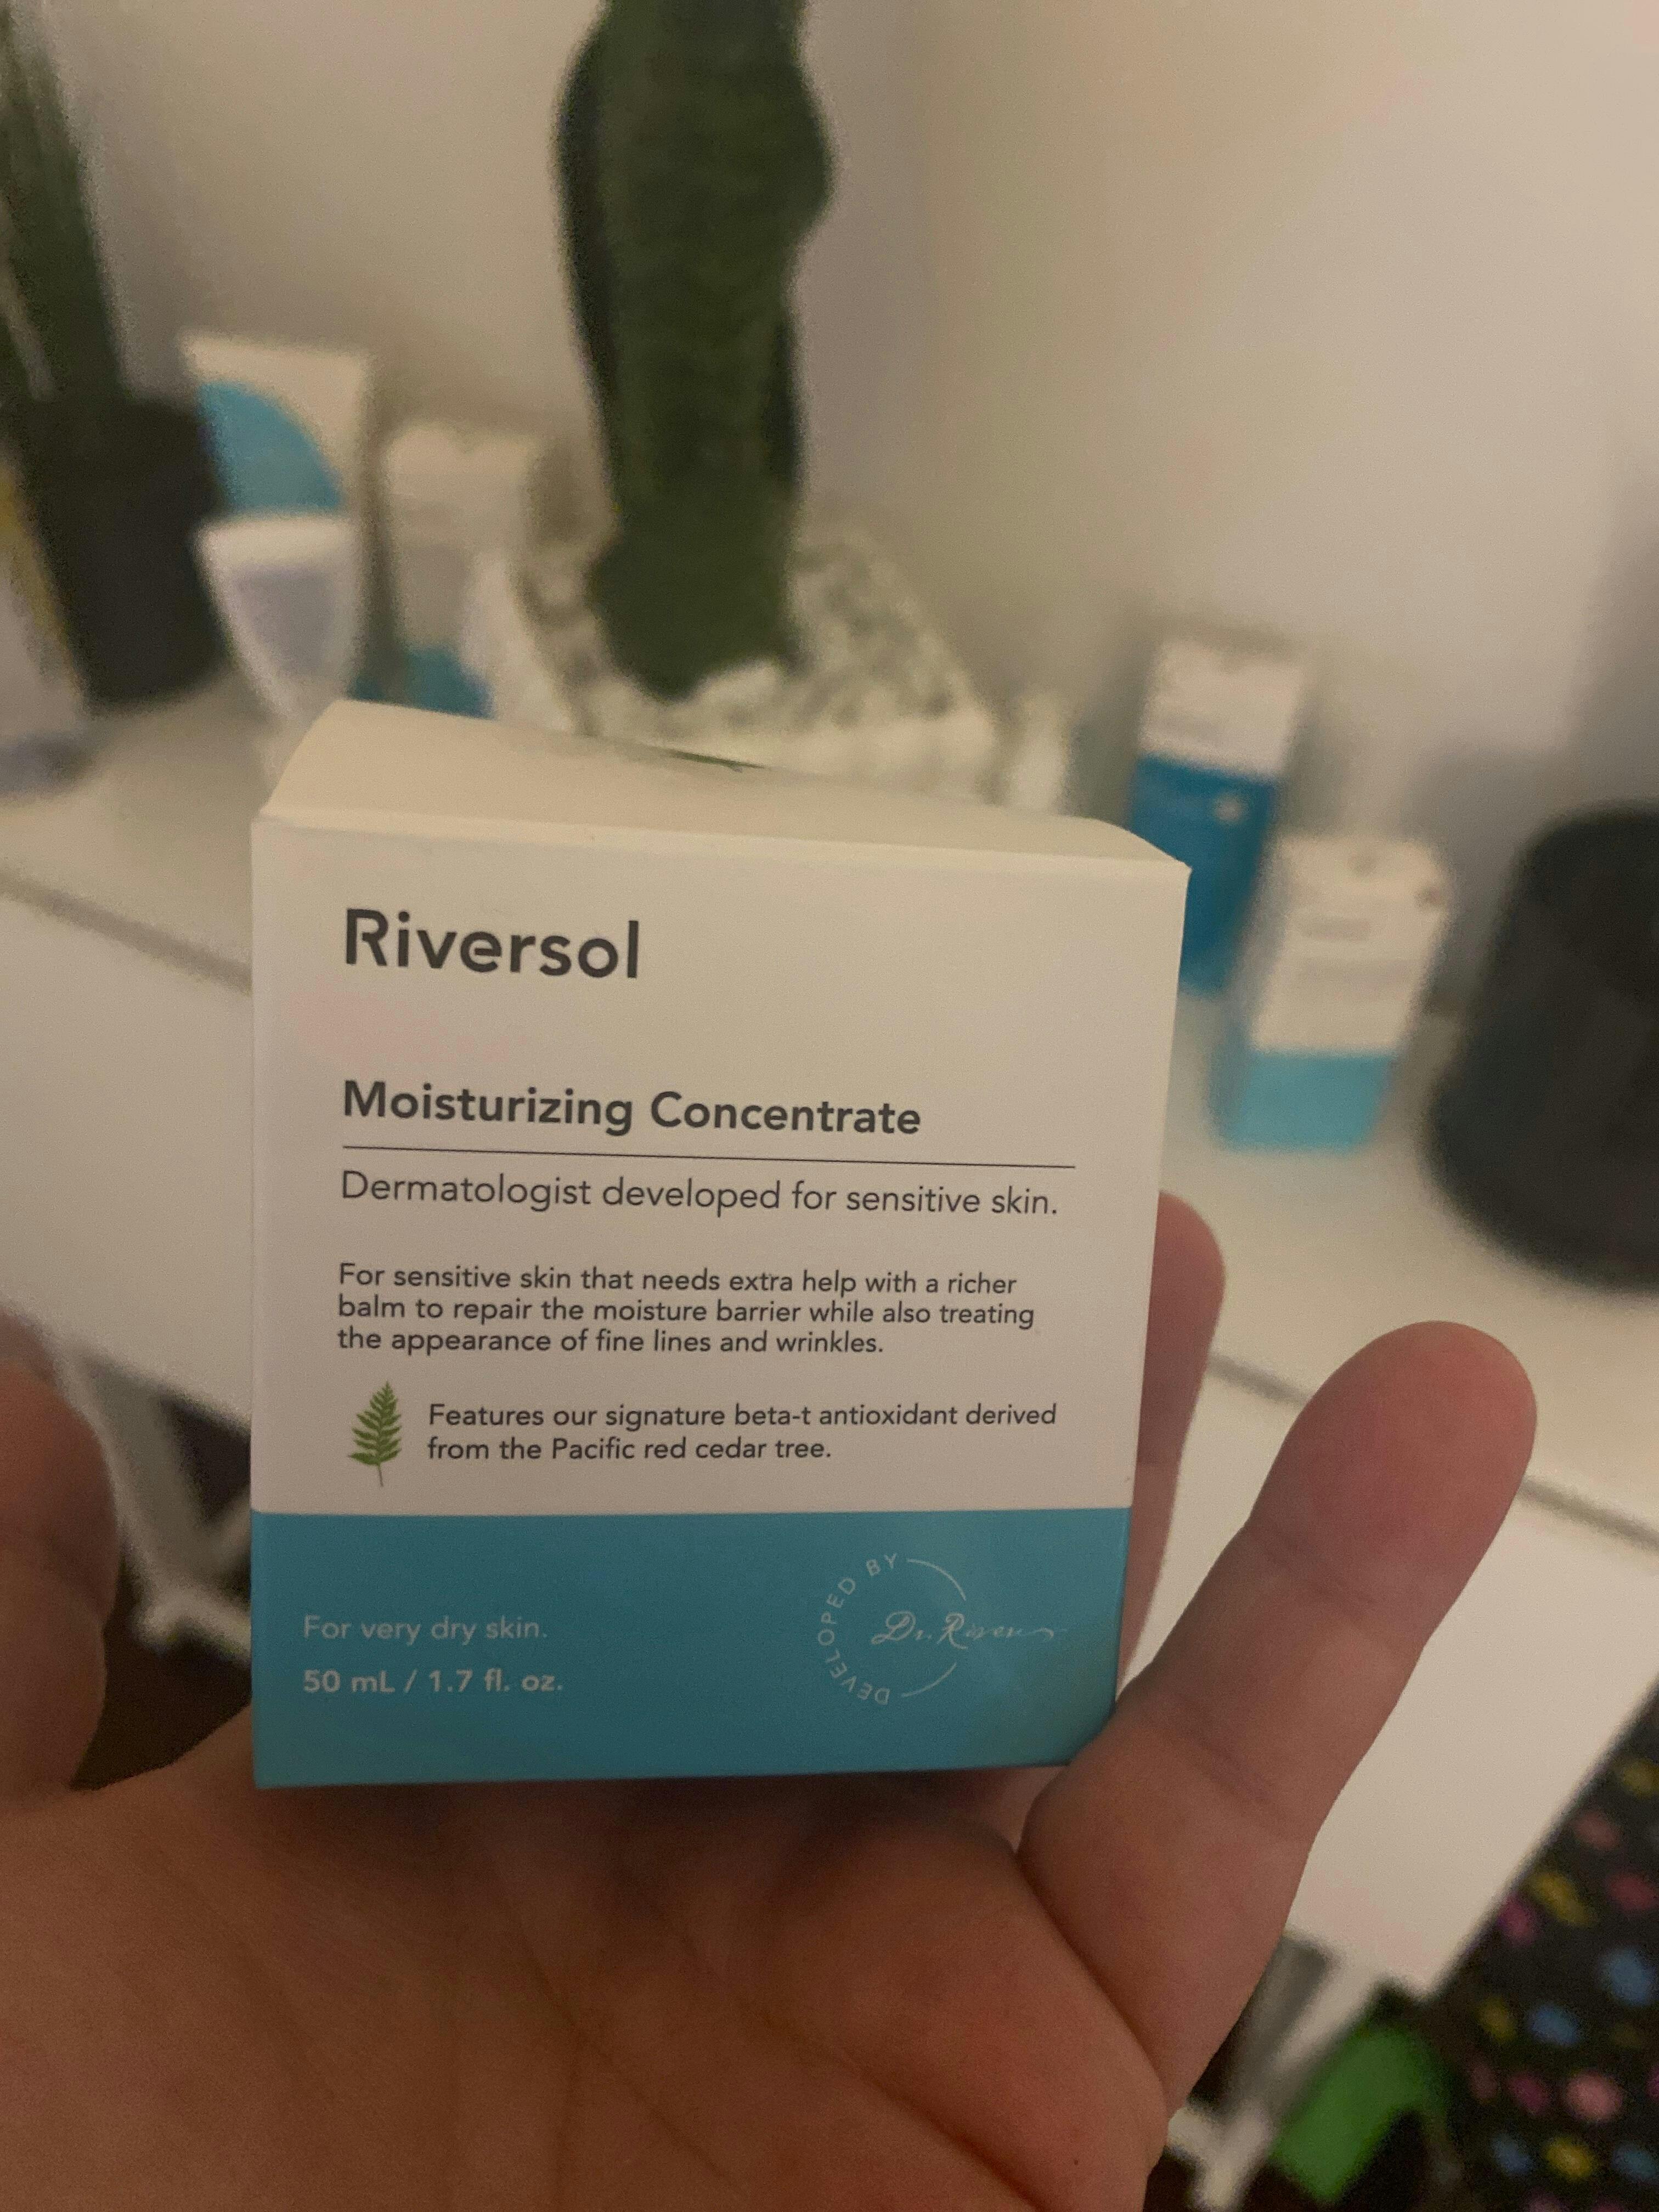 Riversol
Moisturizing Concentrate
Dermatologist developed for sensitive skin.
For sensitive skin that needs extra help with a richer
balm to repair the moisture barrier while also treating
the appearance of fine lines and wrinkles.
Features our signature beta-t antioxidant derived
from the Pacific red cedar tree.
For very dry skin.
50 mL / 1.7 fl. oz.
DEVELOPED BY
Dr. Rivers